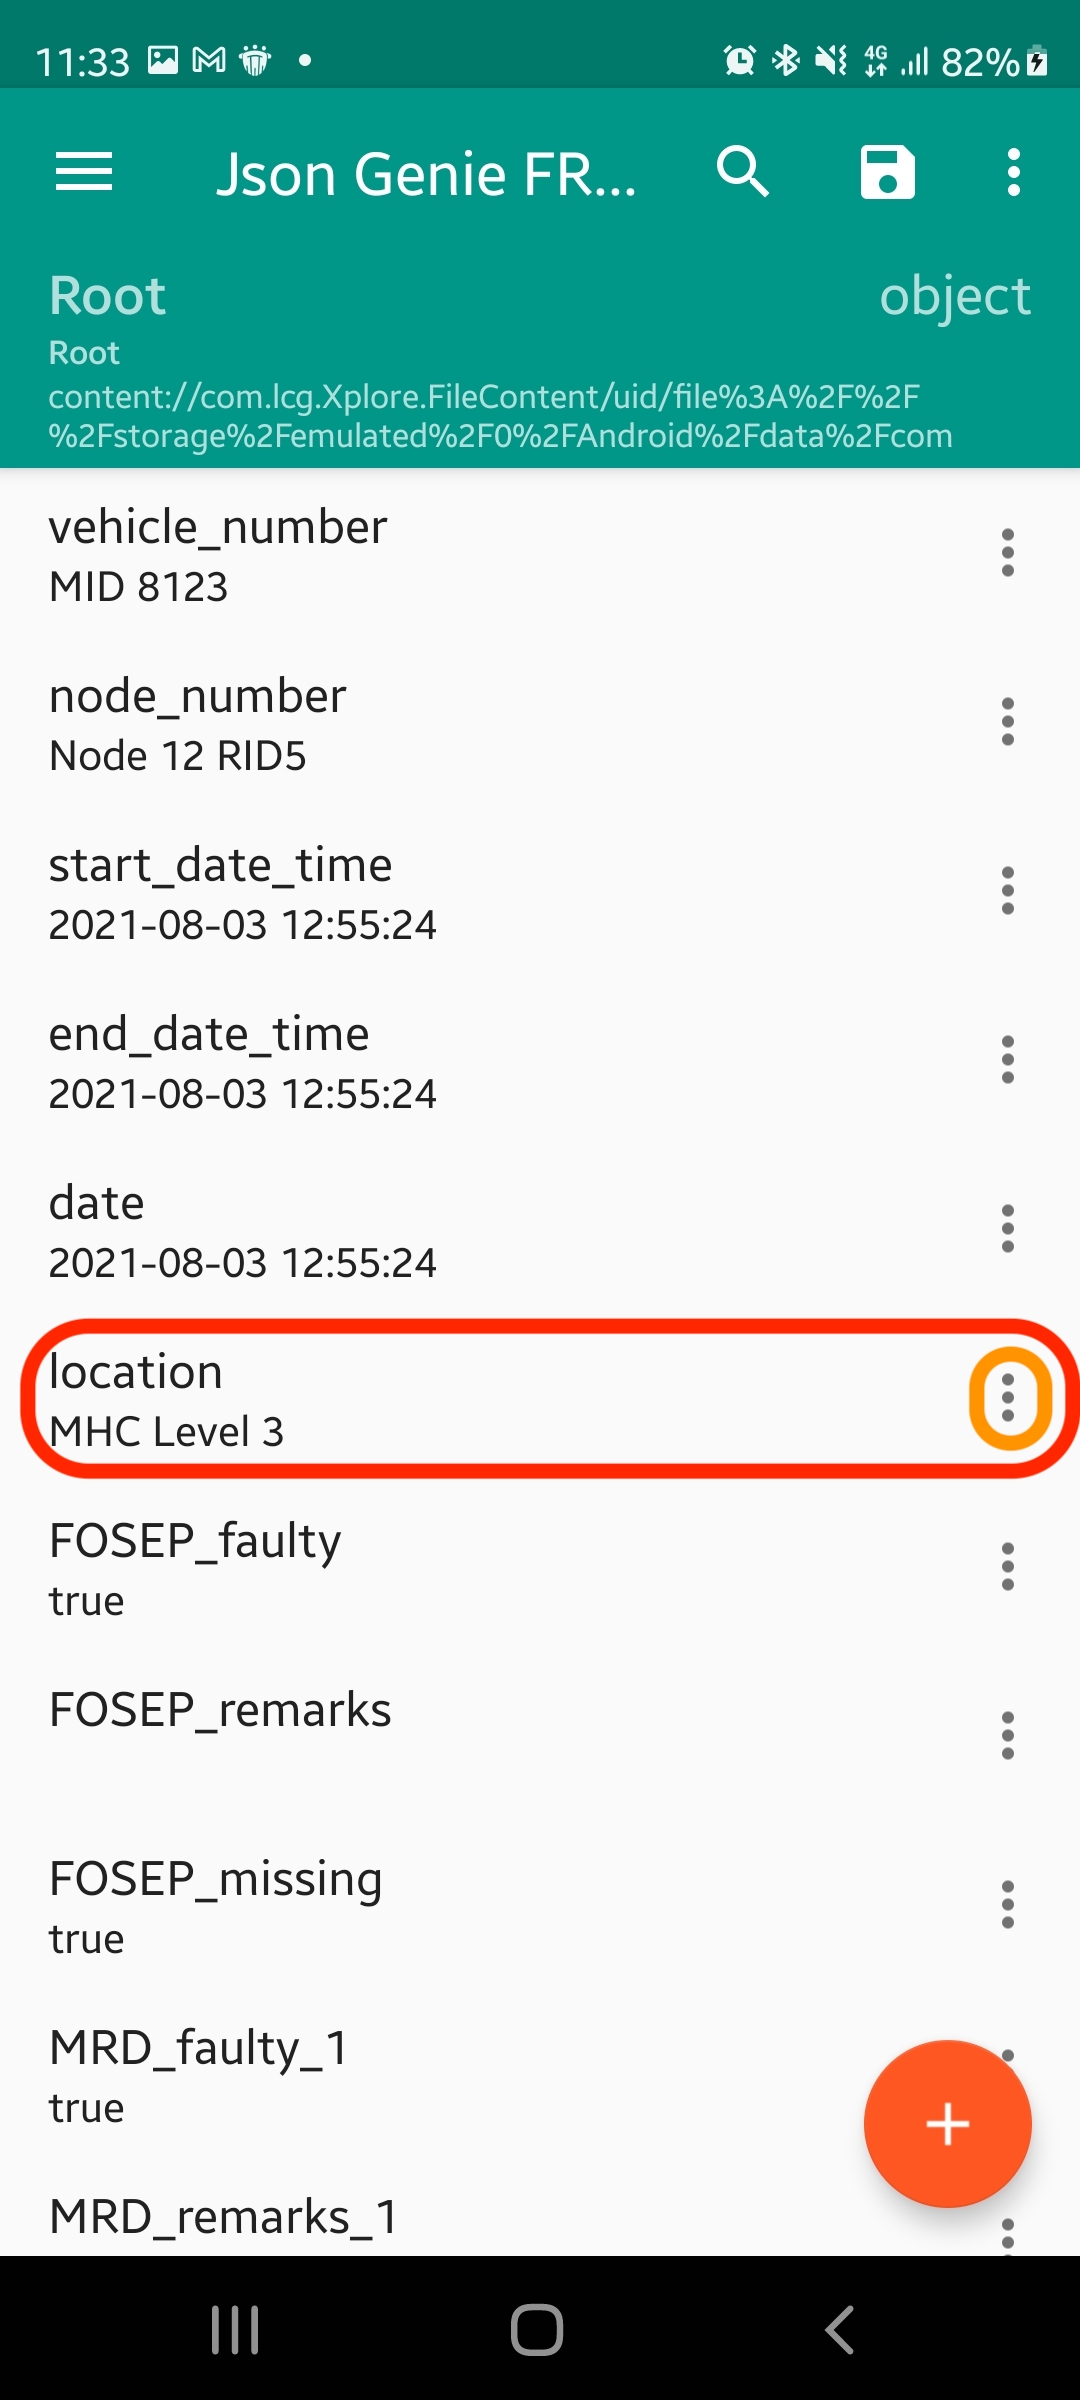 11:33
4G
82%
Json Genie FR...
Root
object
Root
content://com.lcg.Xplore.FileContent/uid/file%3A%2F%2F
%2Fstorage%2Femulated%2F0%2FAndroid%2Fdata%2Fcom
vehicle_number
MID 8123
node_number
Node 12 RID5
start_date_time
2021-08-03 12:55:24
end_date_time
2021-08-03 12:55:24
date
2021-08-03 12:55:24
location
MHC Level 3
FOSEP_faulty
true
FOSEP_remarks
FOSEP_missing
true
MRD_faulty_1
true
MRD_remarks_1